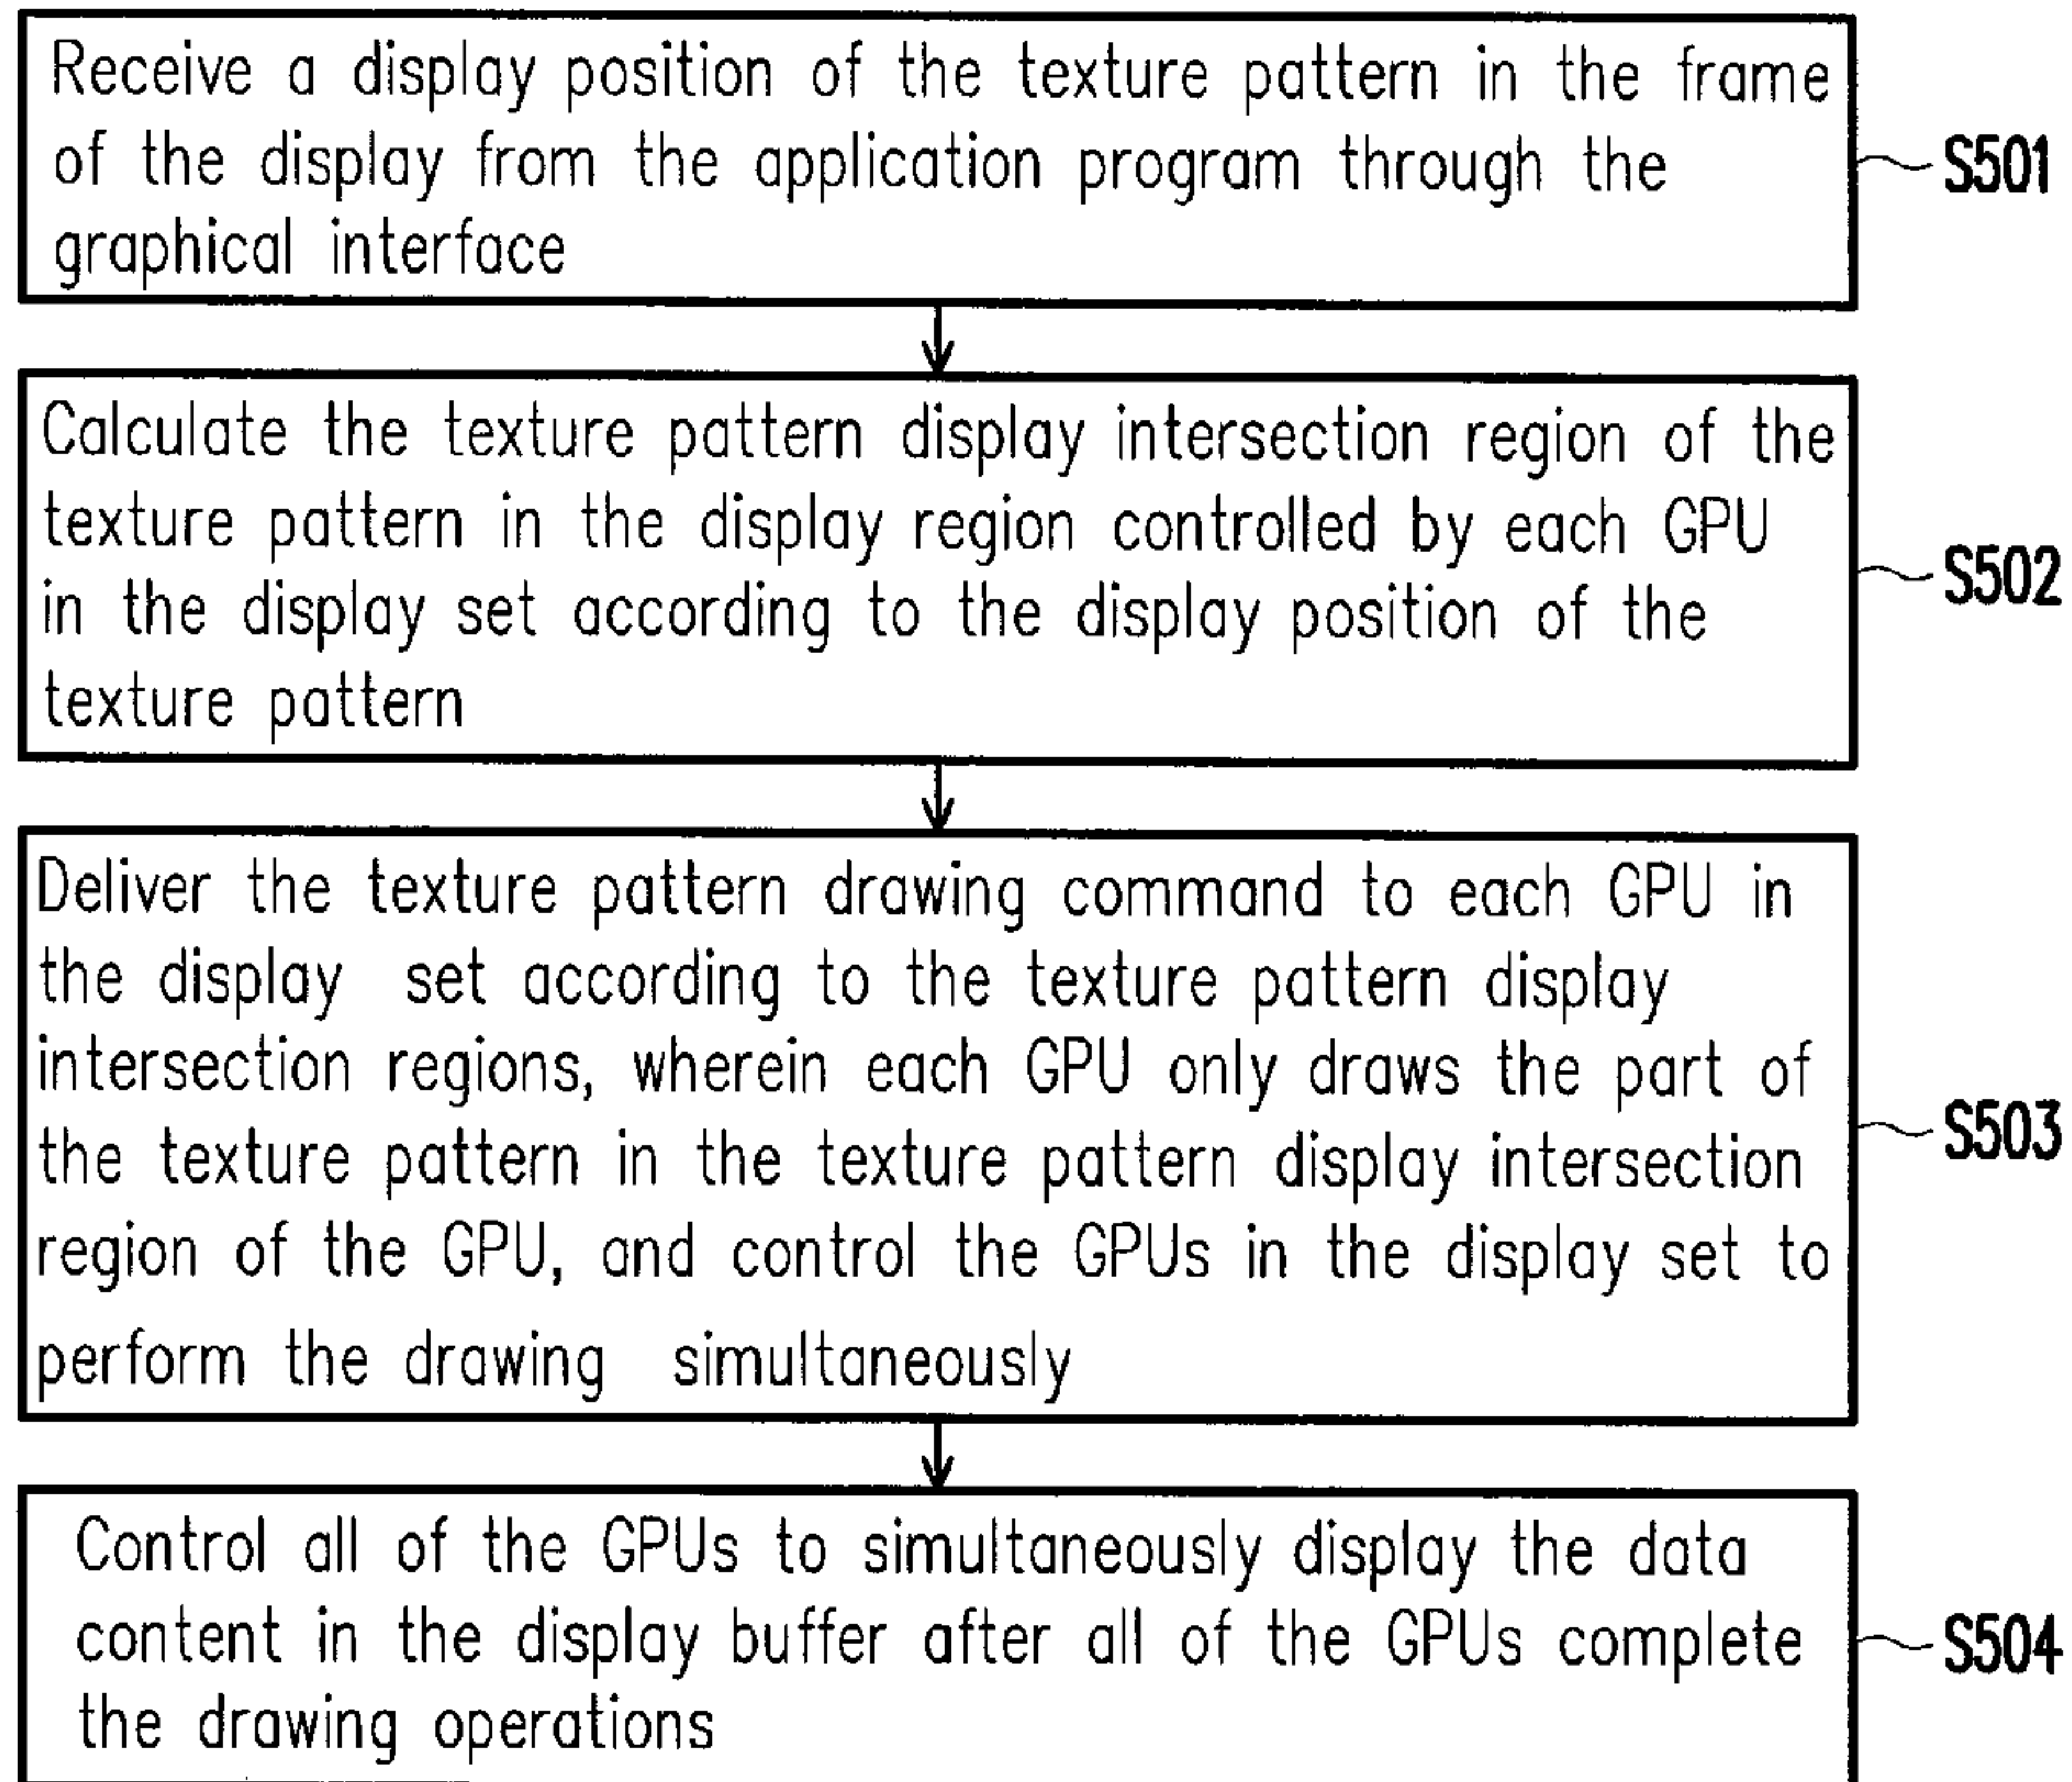 Receive a display position of the texture pattern in the frame
of the display from the application program through the
graphical interface
S501
Calculate the texture pattern display intersection region of the
texture pattern in the display region controlled by each GPU
in the display set according to the display position of the
texture pattern
S502
Deliver the texture pattern drawing command to each GPU in
the display set according to the texture pattern display
intersection regions, wherein each GPU only draws the part of
the texture pattern in the texture pattern display intersection
region of the GPU, and control the GPUs in the display set to
perform the drawing simultaneously
S503
Control all of the GPUs to simultaneously display the data
content in the display buffer after all of the GPUs complete
the drawing operations
S504